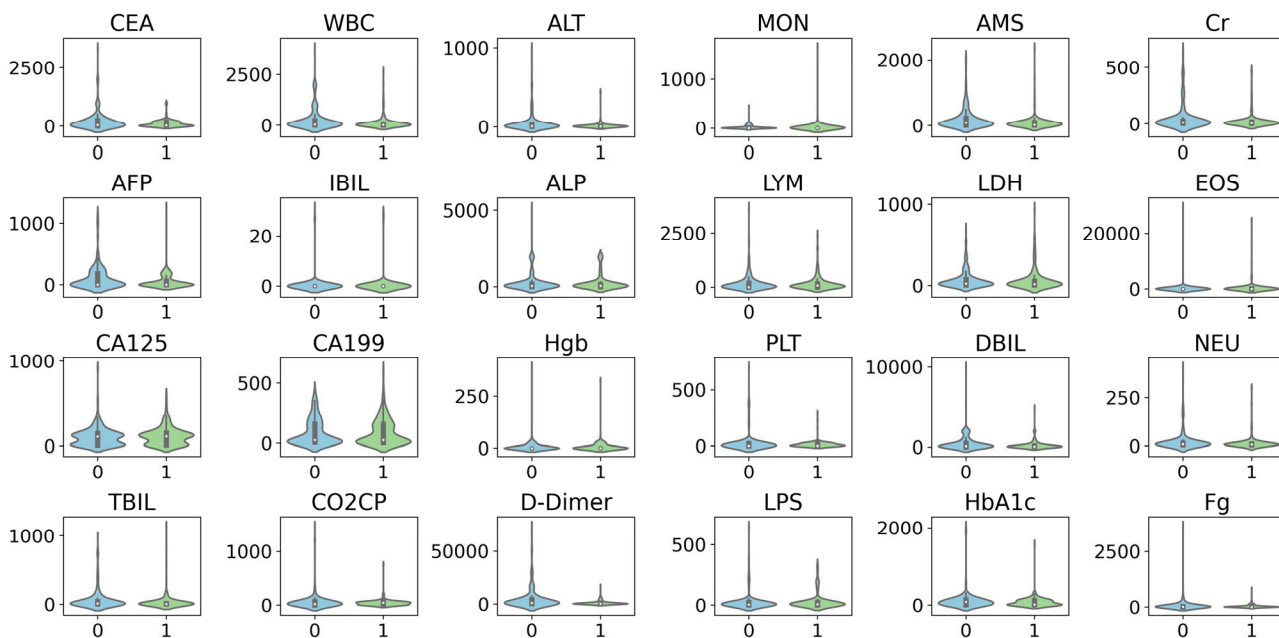 CEA WBC ALT MON AMS Cr
2500 2500 1000 1000 2000 500
0 0 0 0 0 0
0 1 0 1 0 1 0 1 0 1 0 1
AFP IBIL ALP LYM LDH EOS
1000 20 5000 2500 1000 20000
0 0 0 0 0 0
0 1 0 1 0 1 0 1 0 1 0 1
CA125 CA199 Hgb PLT DBIL NEU
1000 500 250 500 10000 250
0 0 0 0 0 0
0 1 0 1 0 1 0 1 0 1 0 1
TBIL CO2CP D-Dimer LPS HbA1c Fg
1000 1000 50000 500 2000 2500
0 0 0 0 0 0
0 1 0 1 0 1 0 1 0 1 0 1